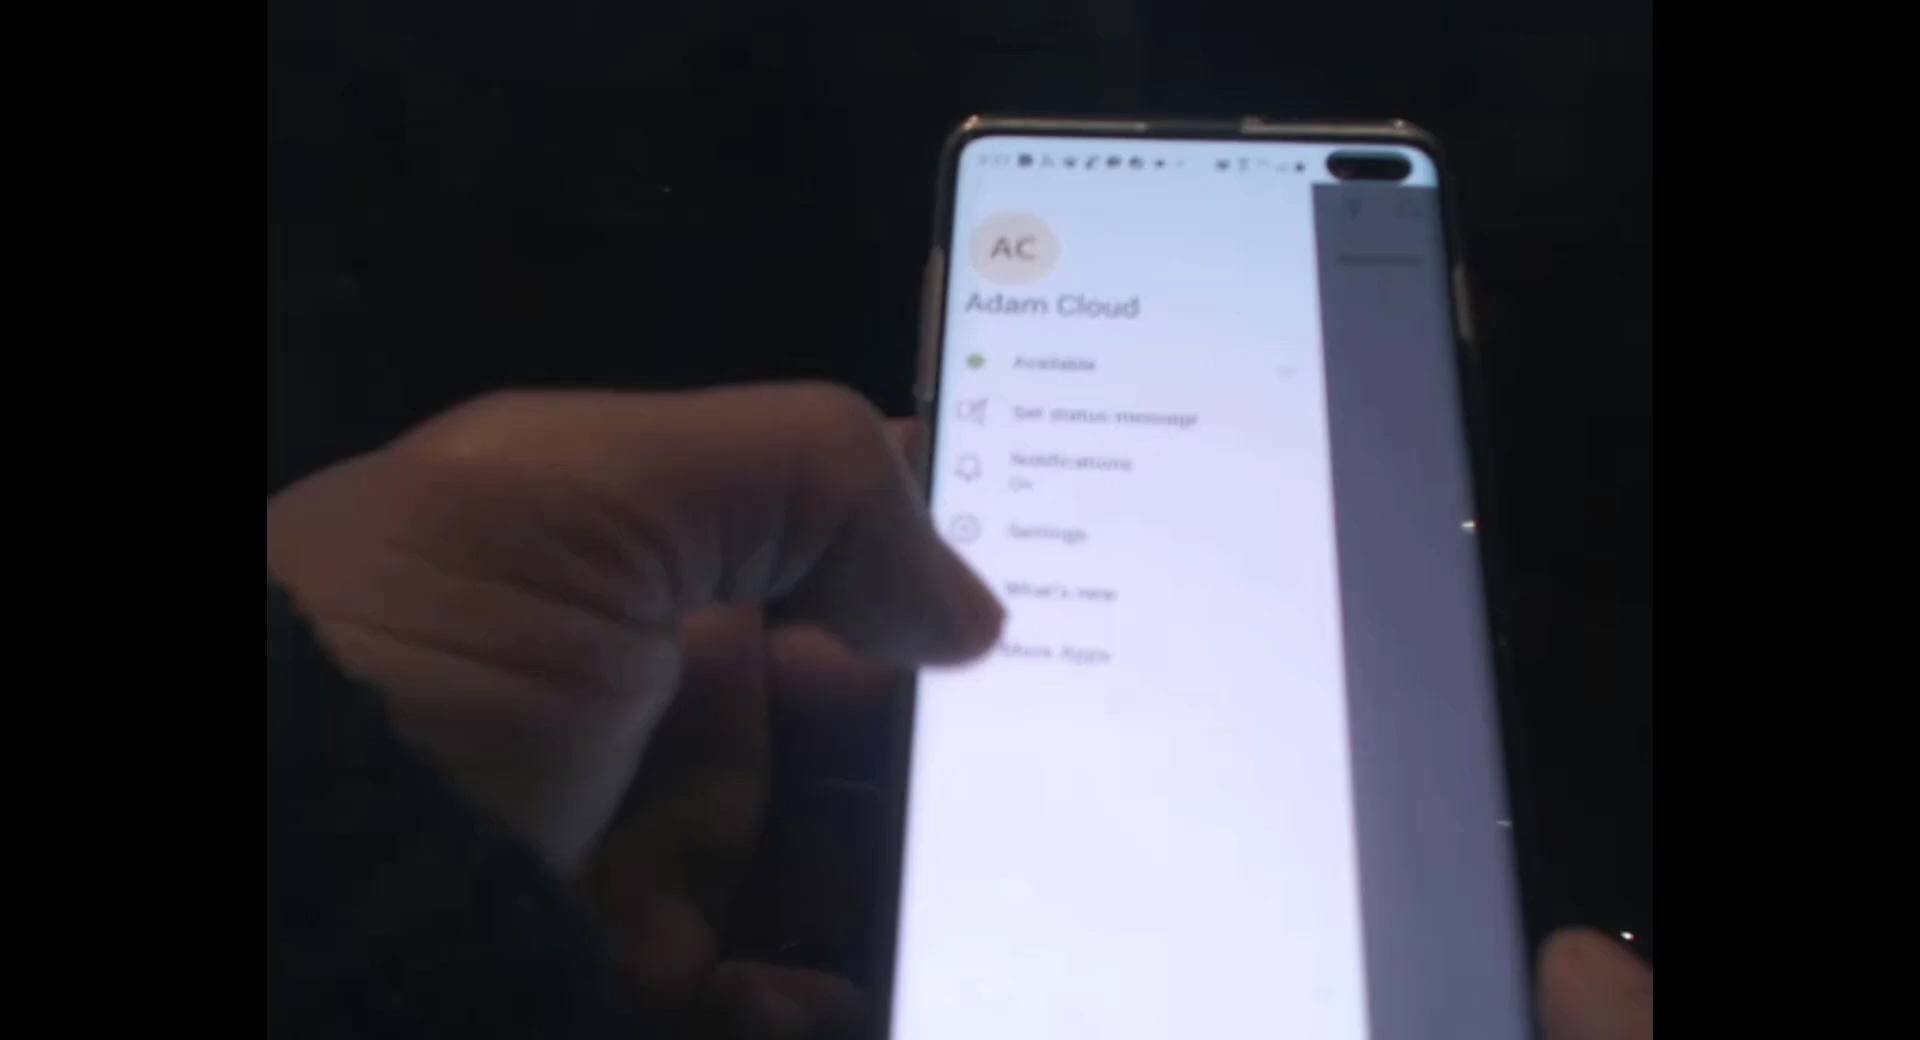 AC
Adam Cloud
Available
Set status message
Notifications
On
Settings
What's new
More Apps